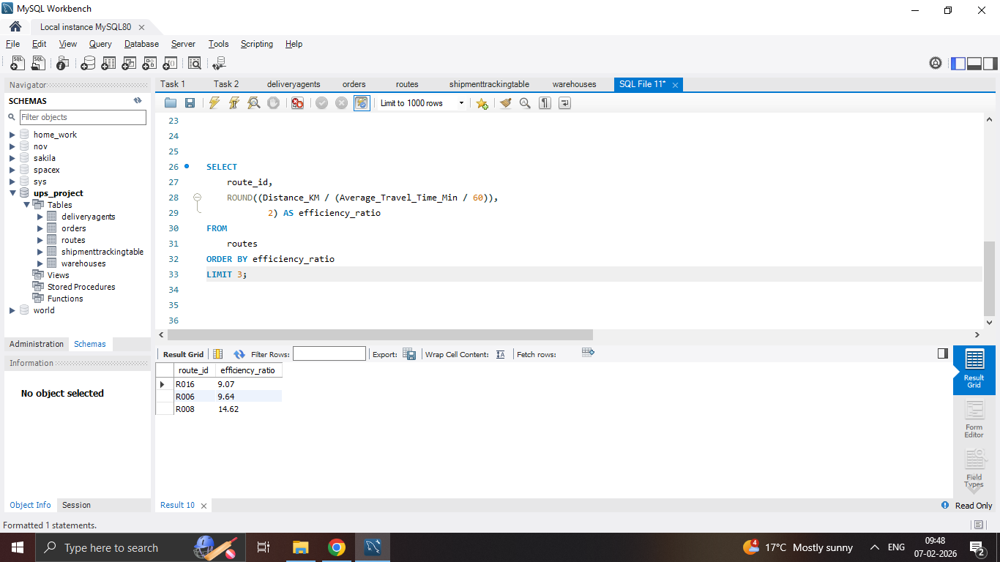 MySQL Workbench
Local instance MySQL80
File Edit View Query Database Server Tools Scripting Help
Navigator
SCHEMAS
Filter objects
home_work
nov
sakila
spacex
sys
ups_project
Tables
deliveryagents
orders
routes
shipmenttrackingtable
warehouses
Views
Stored Procedures
Functions
world
Administration Schemas
Information
No object selected
Object Info Session
Task 1 Task 2 deliveryagents orders routes shipmenttrackingtable warehouses SQL File 11*
Limit to 1000 rows
23
24
25
26 SELECT
27 route_id,
28 ROUND((Distance_KM / (Average_Travel_Time_Min / 60)),
29 2) AS efficiency_ratio
30 FROM
31 routes
32 ORDER BY efficiency_ratio
33 LIMIT 3;
34
35
36
Result Grid Filter Rows: Export: Wrap Cell Content: Fetch rows:
route_id efficiency_ratio
R016 9.07
R006 9.64
R008 14.62
Result Grid
Form Editor
Field Types
Result 10
Read Only
Formatted 1 statements.
Type here to search
4
17°C Mostly sunny
ENG
09:48
07-02-2026
2